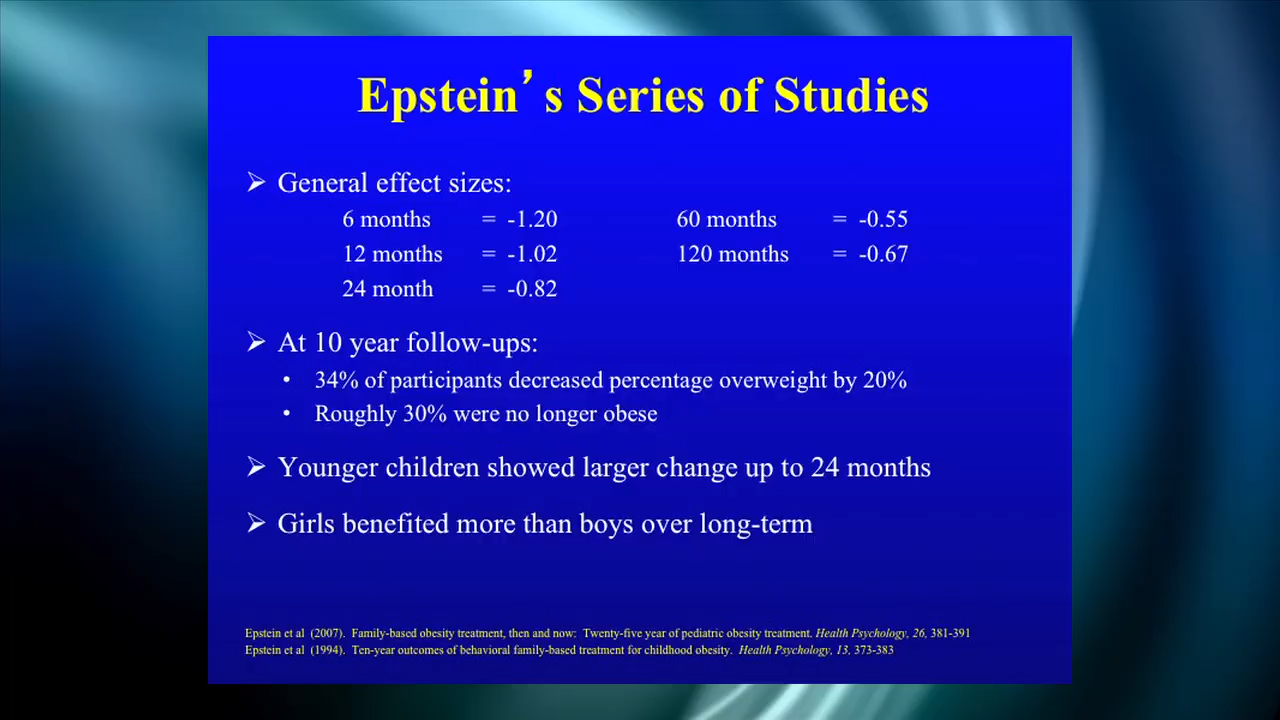 Epstein’s Series of Studies
➢ General effect sizes:
6 months = -1.20 60 months = -0.55
12 months = -1.02 120 months = -0.67
24 month = -0.82
➢ At 10 year follow-ups:
• 34% of participants decreased percentage overweight by 20%
• Roughly 30% were no longer obese
➢ Younger children showed larger change up to 24 months
➢ Girls benefited more than boys over long-term
Epstein et al (2007). Family-based obesity treatment, then and now: Twenty-five year of pediatric obesity treatment. Health Psychology, 26, 381-391
Epstein et al (1994). Ten-year outcomes of behavioral family-based treatment for childhood obesity. Health Psychology, 13, 373-383